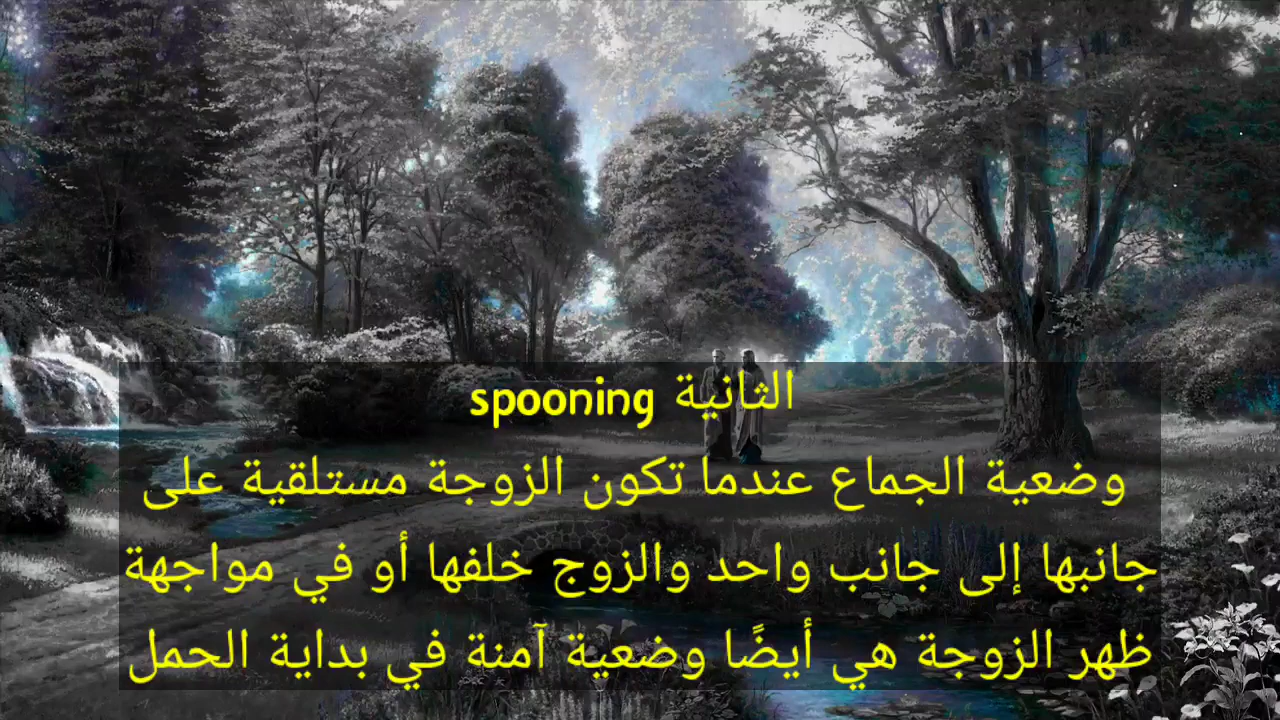 الثانية spooning
وضعية الجماع عندما تكون الزوجة مستلقية على
جانبها إلى جانب واحد والزوج خلفها أو في مواجهة
ظهر الزوجة هي أيضًا وضعية آمنة في بداية الحمل